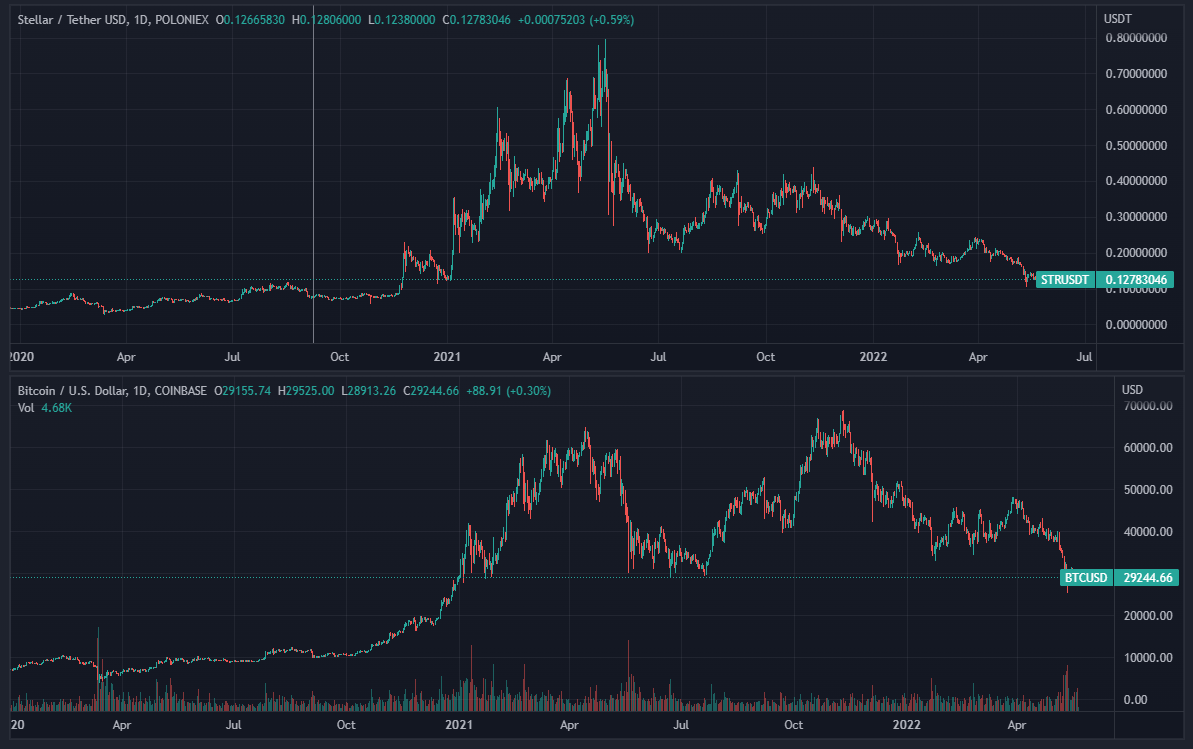 Stellar / Tether USD, 1D, POLONIEX O0.12665830 H0.12806000 L0.12380000 C0.12783046 +0.00075203 (+0.59%)
USDT
0.80000000
0.70000000
0.60000000
0.50000000
0.40000000
0.30000000
0.20000000
STRUSDT 0.12783046
0.10000000
0.00000000
2020 Apr Jul Oct 2021 Apr Jul Oct 2022 Apr Jul
Bitcoin / U.S. Dollar, 1D, COINBASE O29155.74 H29525.00 L28913.26 C29244.66 +88.91 (+0.30%)
USD
Vol 4.68K
70000.00
60000.00
50000.00
40000.00
BTCUSD 29244.66
20000.00
10000.00
0.00
20 Apr Jul Oct 2021 Apr Jul Oct 2022 Apr